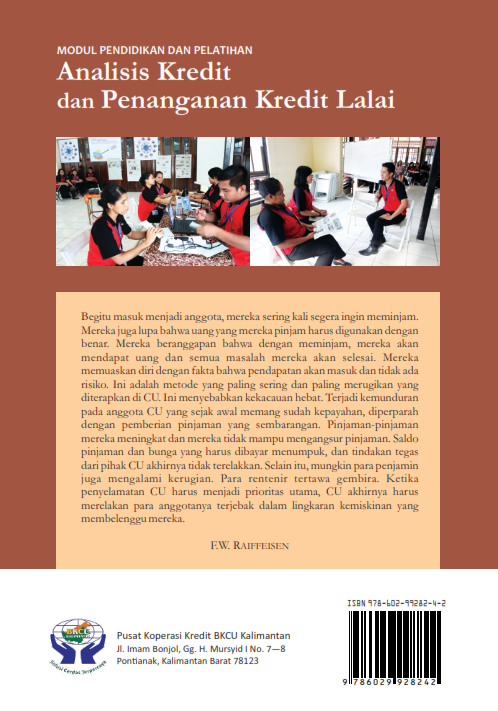 MODUL PENDIDIKAN DAN PELATIHAN
Analisis Kredit
dan Penanganan Kredit Lalai
Begitu masuk menjadi anggota, mereka sering kali segera ingin meminjam.
Mereka juga lupa bahwa uang yang mereka pinjam harus digunakan dengan
benar. Mereka beranggapan bahwa dengan meminjam, mereka akan
mendapat uang dan semua masalah mereka akan selesai. Mereka
memuaskan diri dengan fakta bahwa pendapatan akan masuk dan tidak ada
risiko. Ini adalah metode yang paling sering dan paling merugikan yang
diterapkan di CU. Ini menyebabkan kekacauan hebat. Terjadi kemunduran
pada anggota CU yang sejak awal memang sudah kepayahan, diperparah
dengan pemberian pinjaman yang sembarangan. Pinjaman-pinjaman
mereka meningkat dan mereka tidak mampu mengangsur pinjaman. Saldo
pinjaman dan bunga yang harus dibayar menumpuk, dan tindakan tegas
dari pihak CU akhirnya tidak terelakkan. Selain itu, mungkin para penjamin
juga mengalami kerugian. Para rentenir tertawa gembira. Ketika
penyelamatan CU harus menjadi prioritas utama, CU akhirnya harus
merelakan para anggotanya terjebak dalam lingkaran kemiskinan yang
membelenggu mereka.
F.W. RAIFFEISEN
ISBN 978-602-99282-4-2
BKCU
KALIMANTAN
Solusi Cerdas Terpercaya
Pusat Koperasi Kredit BKCU Kalimantan
Jl. Imam Bonjol, Gg. H. Mursyid I No. 7—8
Pontianak, Kalimantan Barat 78123
9 786029 928242